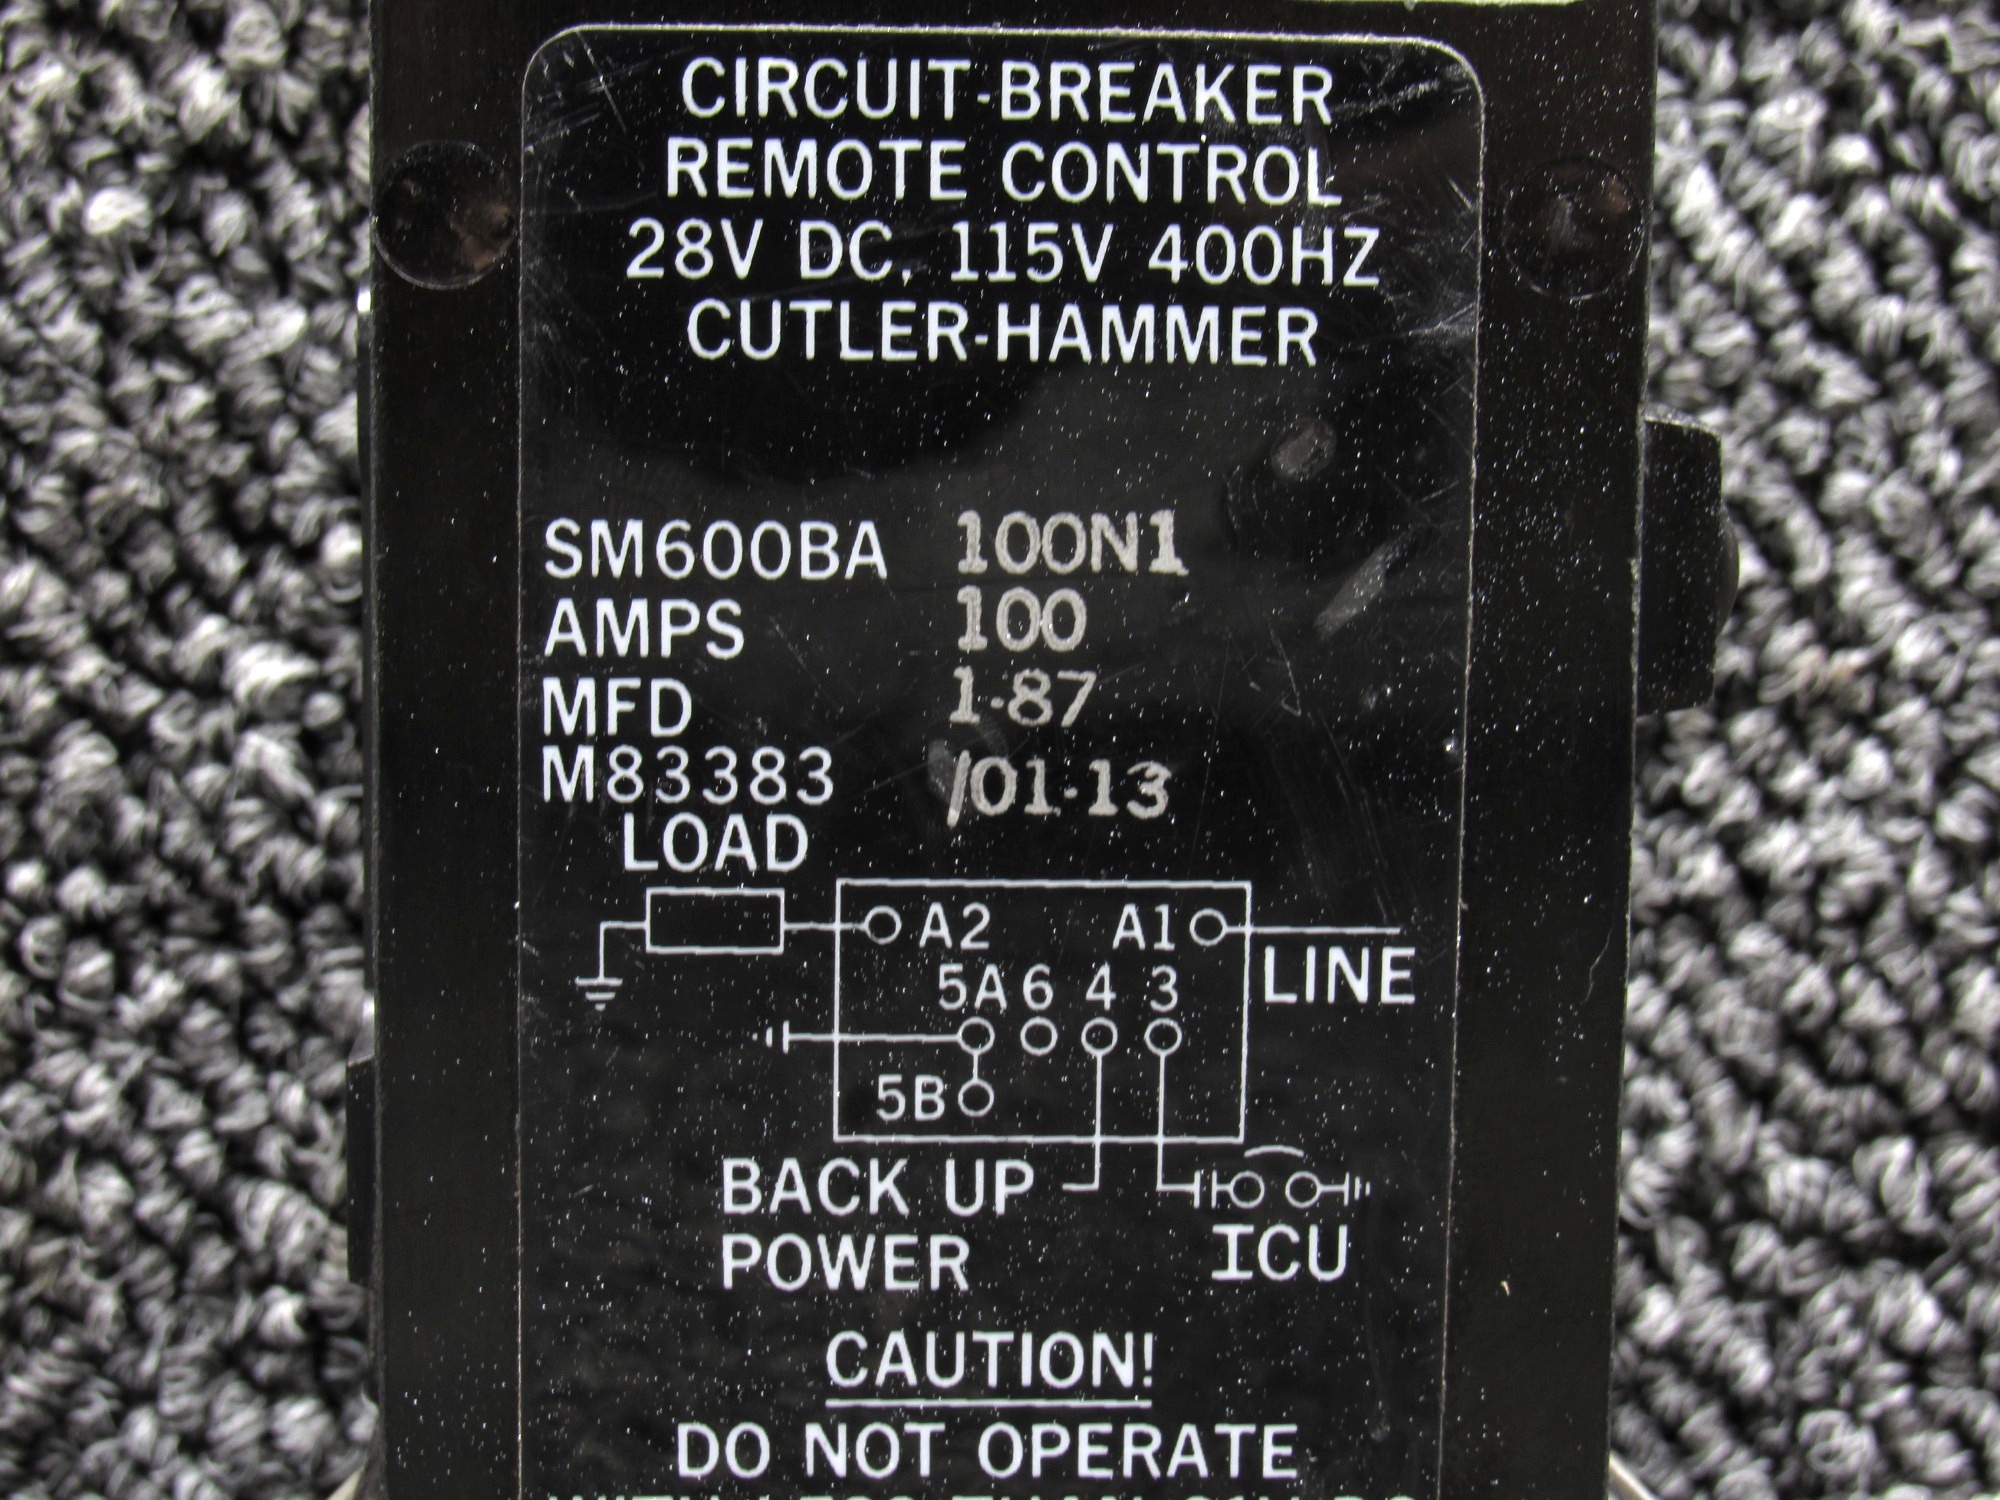 CIRCUIT-BREAKER
REMOTE CONTROL
28V DC, 115V 400HZ
CUTLER-HAMMER
SM600BA 100N1
AMPS 100
MFD 1-87
M83383 /01-13
LOAD
A2 A1
LINE
5A 6 4 3
5B
BACK UP
POWER
ICU
CAUTION!
DO NOT OPERATE